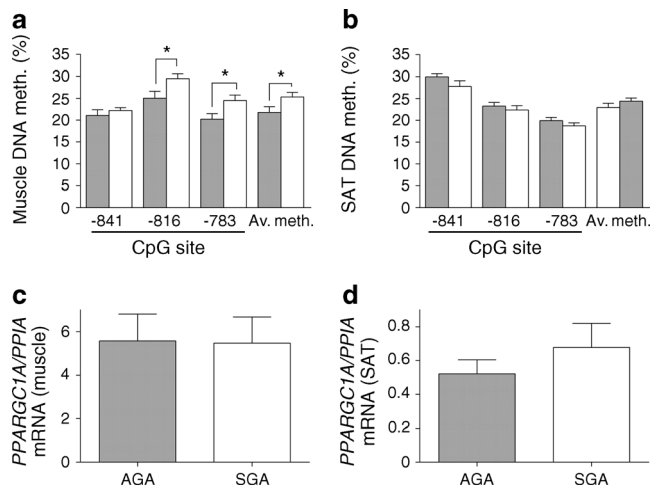 a
Muscle DNA meth. (%)
35
30
25
20
15
10
5
0
*
*
*
-841 -816 -783 Av. meth.
CpG site
b
SAT DNA meth. (%)
35
30
25
20
15
10
5
0
-841 -816 -783 Av. meth.
CpG site
c
PPARGC1A/PPIA
mRNA (muscle)
6
4
2
0
AGA SGA
d
PPARGC1A/PPIA
mRNA (SAT)
0.8
0.6
0.4
0.2
0
AGA SGA